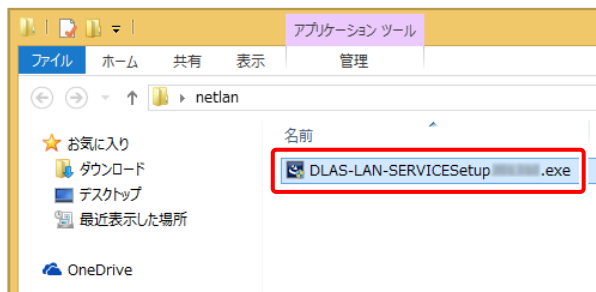 アプリケーション ツール
ファイル ホーム 共有 表示 管理
netlan
お気に入り
ダウンロード
デスクトップ
最近表示した場所
OneDrive
名前
DLAS-LAN-SERVICESetup .exe